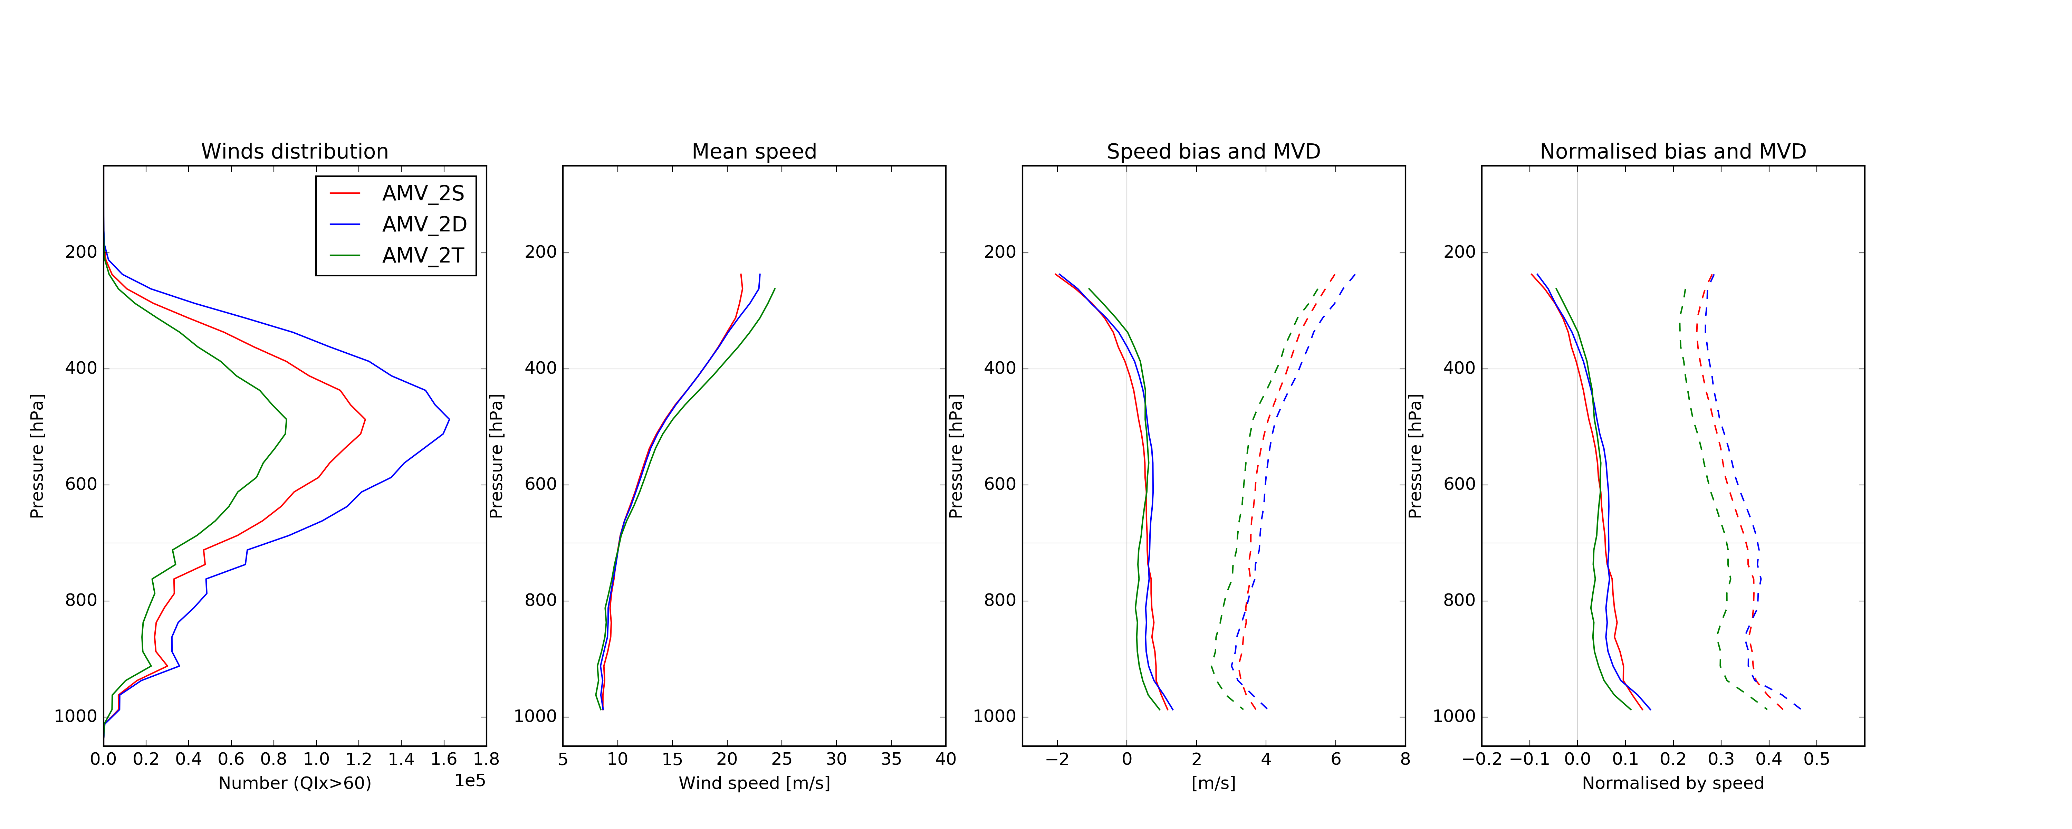 Winds distribution
Mean speed
Speed bias and MVD
Normalised bias and MVD
AMV_2S
AMV_2D
AMV_2T
200
400
600
800
1000
Pressure [hPa]
0.0 0.2 0.4 0.6 0.8 1.0 1.2 1.4 1.6 1.8
1e5
Number (QIx>60)
200
400
600
800
1000
Pressure [hPa]
5 10 15 20 25 30 35 40
Wind speed [m/s]
200
400
600
800
1000
Pressure [hPa]
−2 0 2 4 6 8
[m/s]
200
400
600
800
1000
Pressure [hPa]
−0.2 −0.1 0.0 0.1 0.2 0.3 0.4 0.5
Normalised by speed